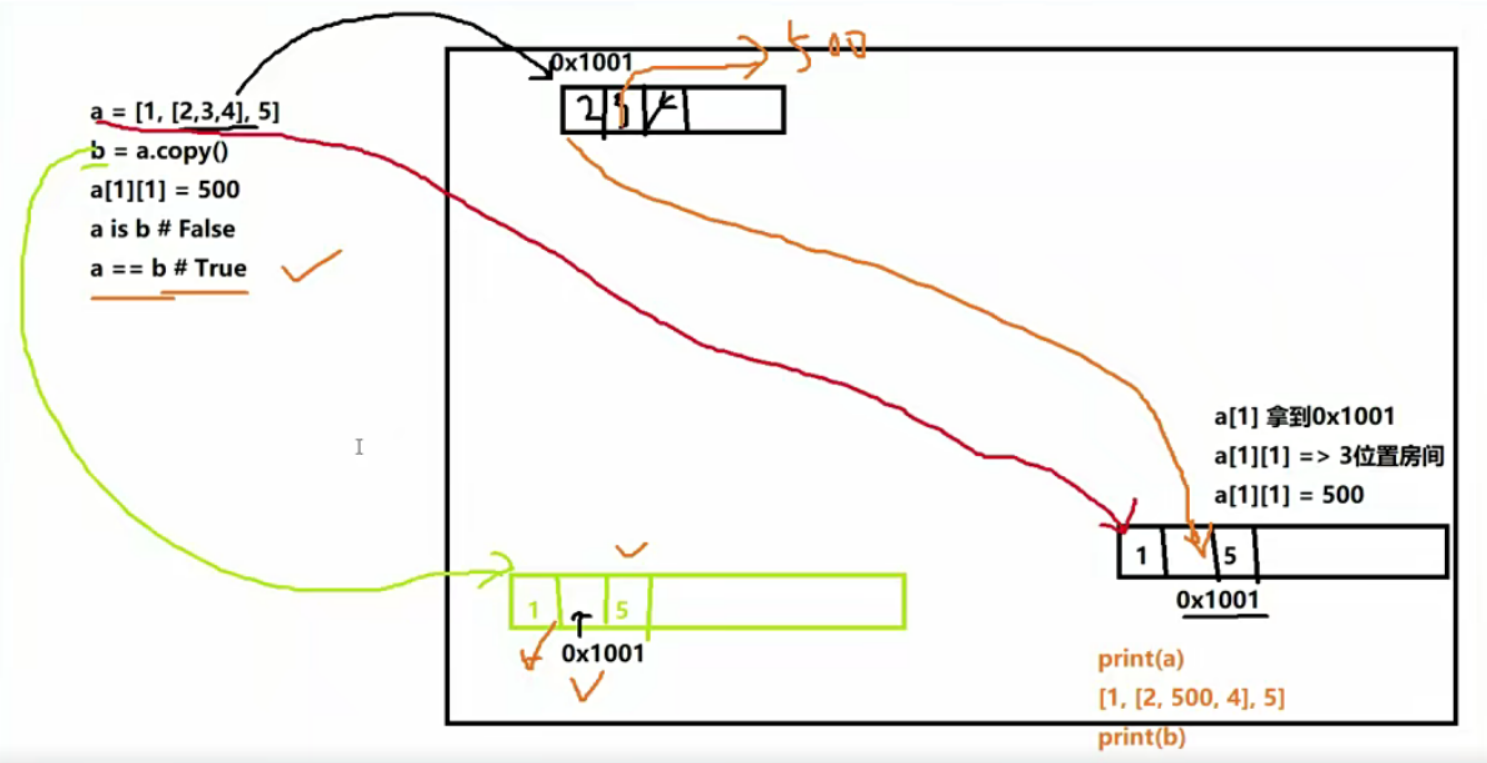 a = [1, [2,3,4], 5]
b = a.copy()
a[1][1] = 500
a is b # False
a == b # True
0x1001
500
2 3 4
a[1] 拿到0x1001
a[1][1] => 3位置房间
a[1][1] = 500
1 5
0x1001
1 5
0x1001
print(a)
[1, [2, 500, 4], 5]
print(b)